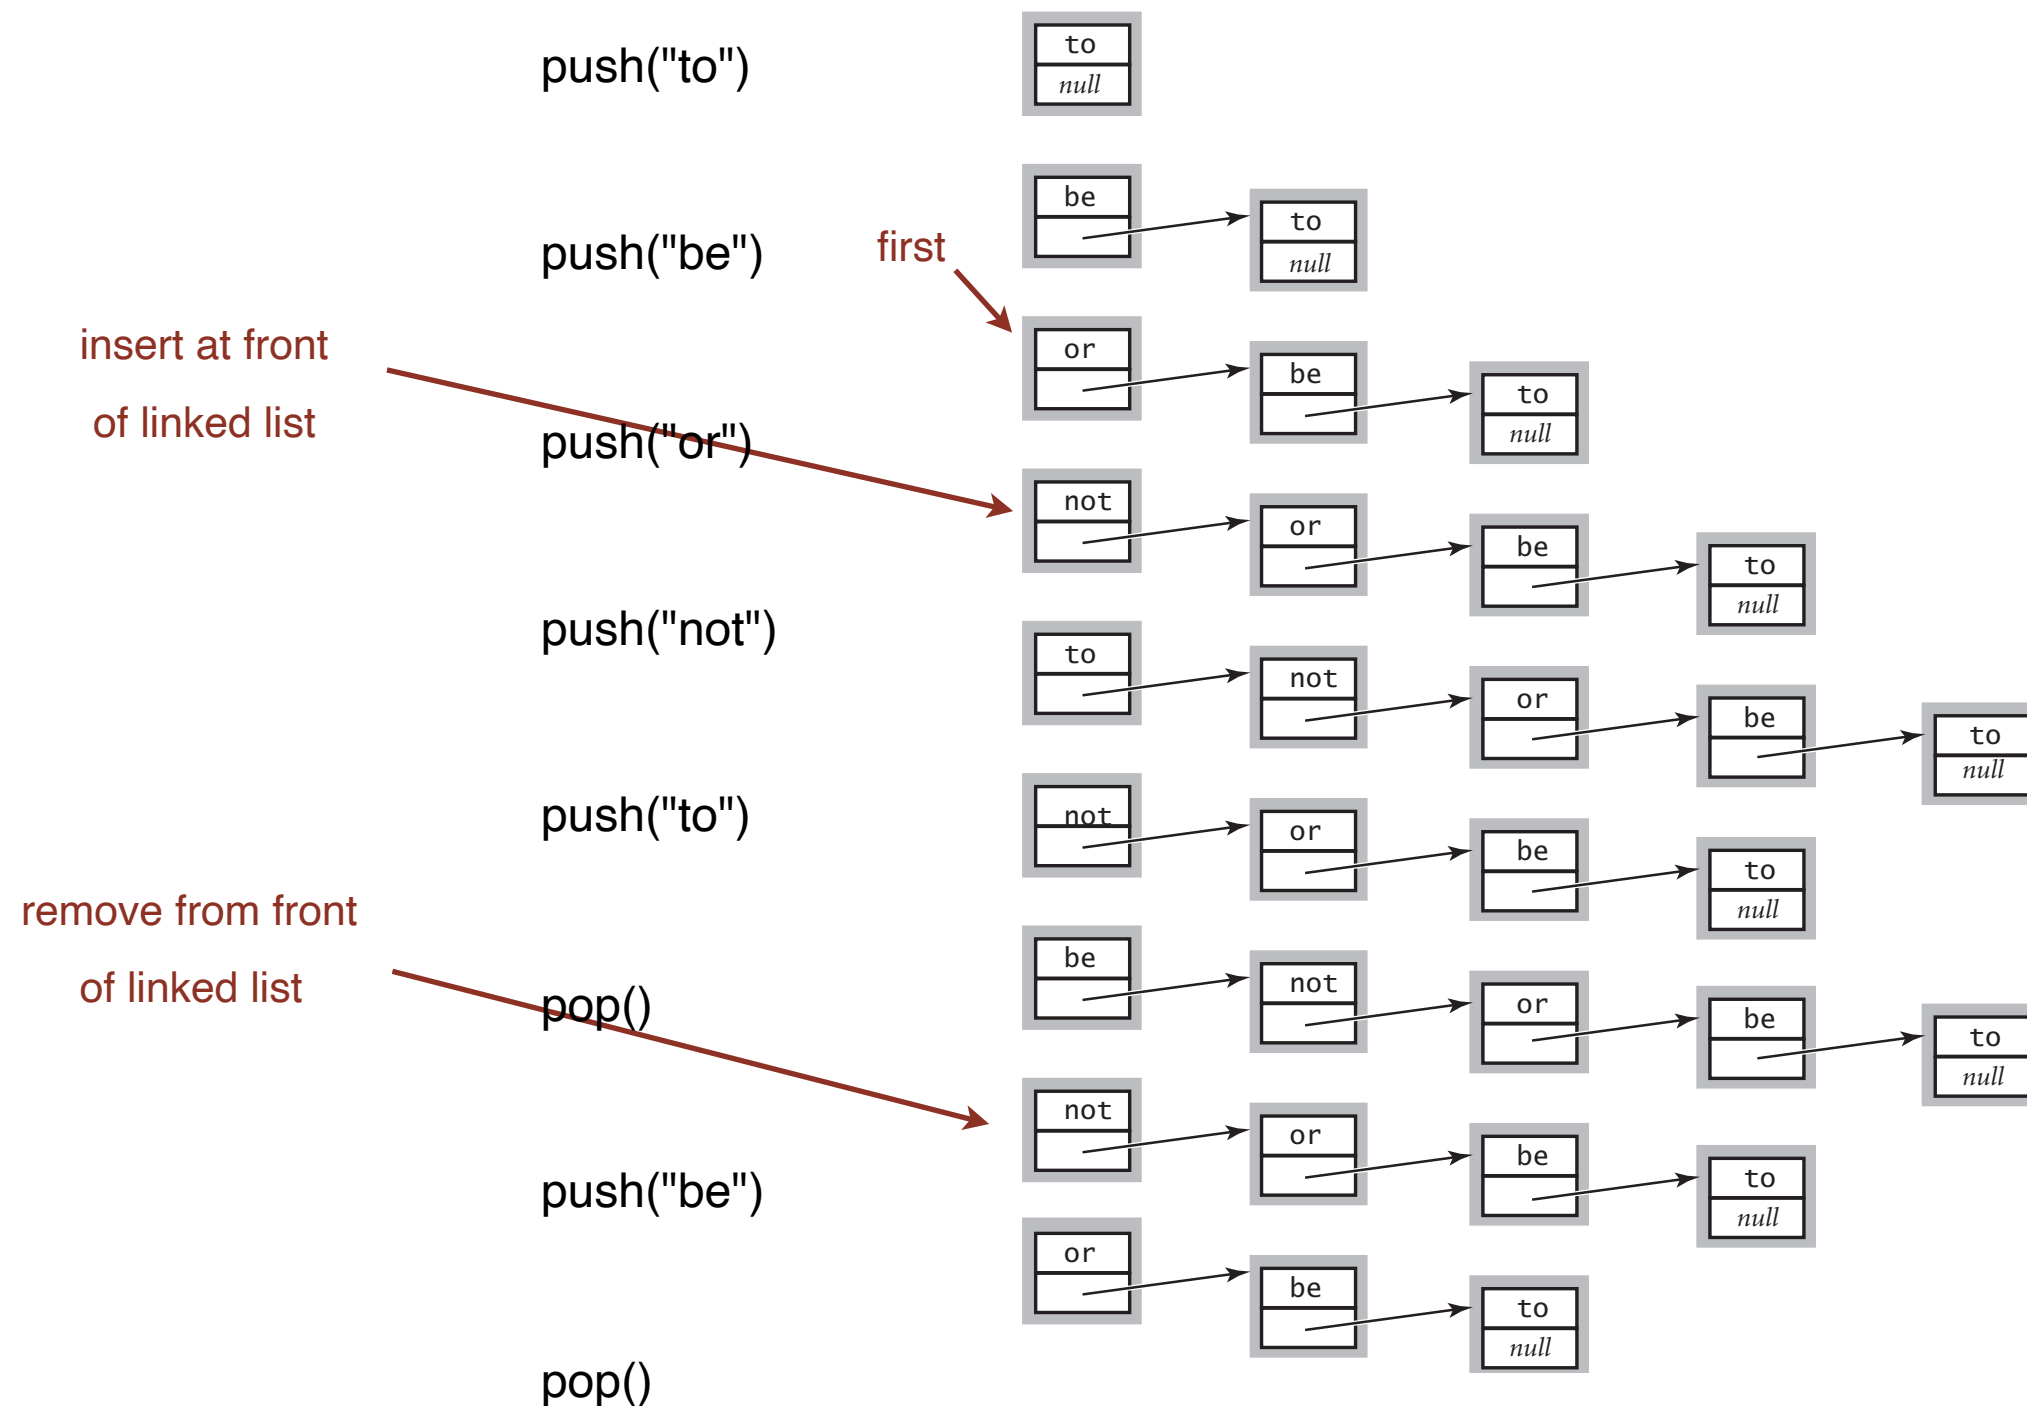 push("to")
to
null
be
to
null
push("be")
first
insert at front
of linked list
or
be
to
null
push("or")
not
or
be
to
null
push("not")
to
not
or
be
to
null
push("to")
not
or
be
to
null
remove from front
of linked list
pop()
be
not
or
be
to
null
not
or
be
to
null
push("be")
or
be
to
null
pop()